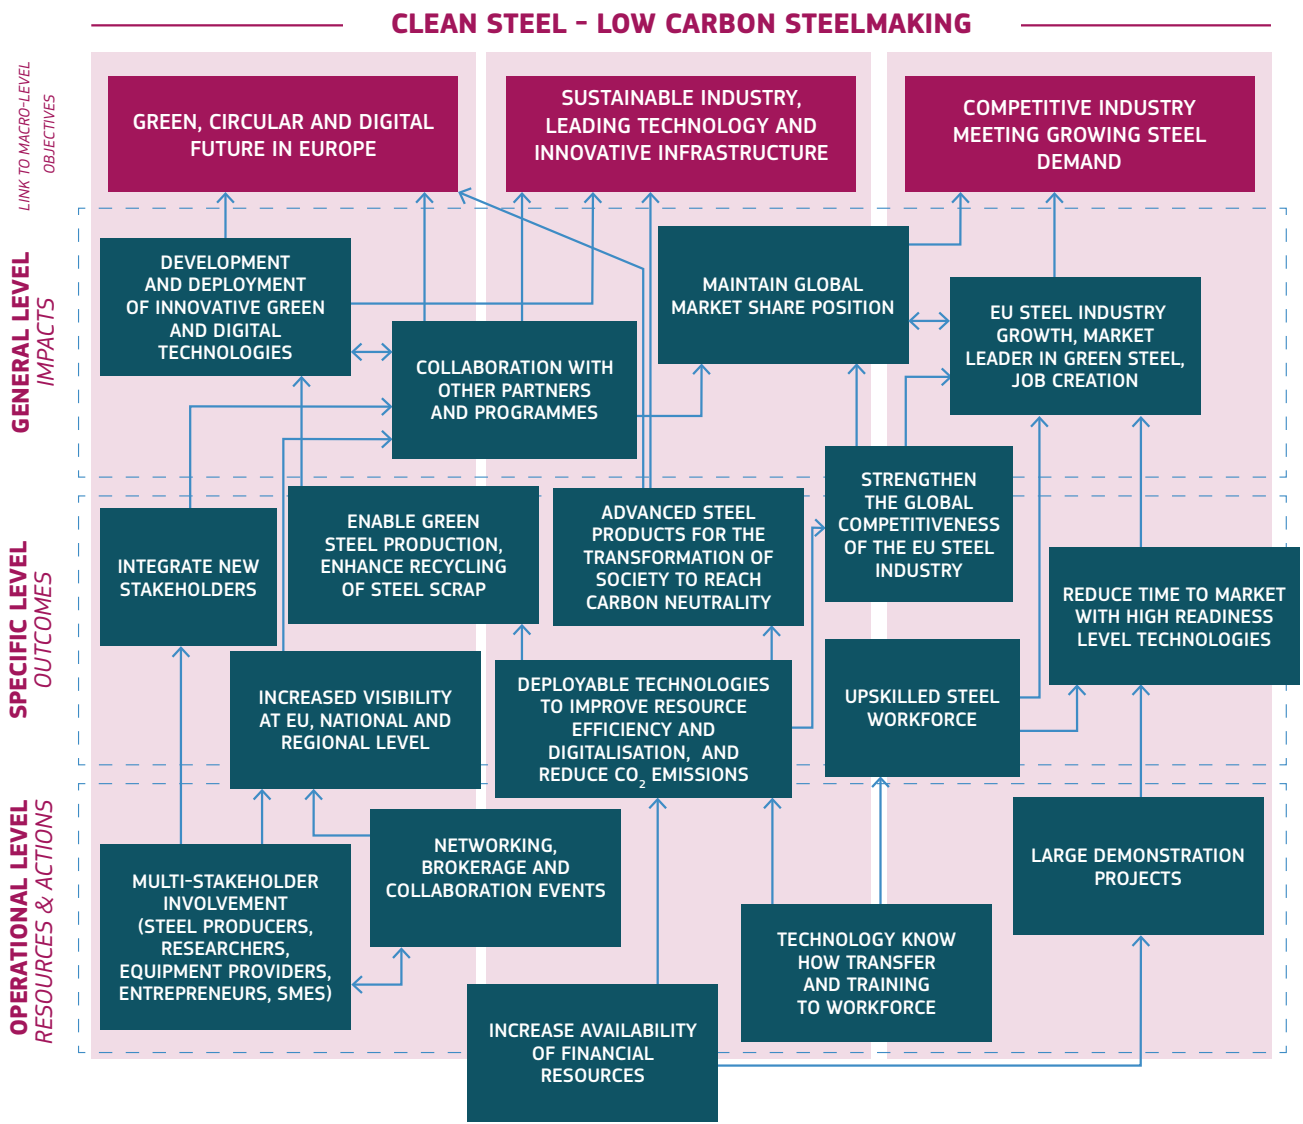 CLEAN STEEL - LOW CARBON STEELMAKING
LINK TO MACRO-LEVEL
OBJECTIVES
GREEN, CIRCULAR AND DIGITAL
FUTURE IN EUROPE
SUSTAINABLE INDUSTRY,
LEADING TECHNOLOGY AND
INNOVATIVE INFRASTRUCTURE
COMPETITIVE INDUSTRY
MEETING GROWING STEEL
DEMAND
GENERAL LEVEL
IMPACTS
DEVELOPMENT
AND DEPLOYMENT
OF INNOVATIVE GREEN
AND DIGITAL
TECHNOLOGIES
COLLABORATION WITH
OTHER PARTNERS
AND PROGRAMMES
MAINTAIN GLOBAL
MARKET SHARE POSITION
EU STEEL INDUSTRY
GROWTH, MARKET
LEADER IN GREEN STEEL,
JOB CREATION
SPECIFIC LEVEL
OUTCOMES
INTEGRATE NEW
STAKEHOLDERS
ENABLE GREEN
STEEL PRODUCTION,
ENHANCE RECYCLING
OF STEEL SCRAP
ADVANCED STEEL
PRODUCTS FOR THE
TRANSFORMATION OF
SOCIETY TO REACH
CARBON NEUTRALITY
STRENGTHEN
THE GLOBAL
COMPETITIVENESS
OF THE EU STEEL
INDUSTRY
REDUCE TIME TO MARKET
WITH HIGH READINESS
LEVEL TECHNOLOGIES
INCREASED VISIBILITY
AT EU, NATIONAL AND
REGIONAL LEVEL
DEPLOYABLE TECHNOLOGIES
TO IMPROVE RESOURCE
EFFICIENCY AND
DIGITALISATION, AND
REDUCE CO2 EMISSIONS
UPSKILLED STEEL
WORKFORCE
OPERATIONAL LEVEL
RESOURCES & ACTIONS
MULTI-STAKEHOLDER
INVOLVEMENT
(STEEL PRODUCERS,
RESEARCHERS,
EQUIPMENT PROVIDERS,
ENTREPRENEURS, SMES)
NETWORKING,
BROKERAGE AND
COLLABORATION EVENTS
LARGE DEMONSTRATION
PROJECTS
TECHNOLOGY KNOW
HOW TRANSFER
AND TRAINING
TO WORKFORCE
INCREASE AVAILABILITY
OF FINANCIAL
RESOURCES